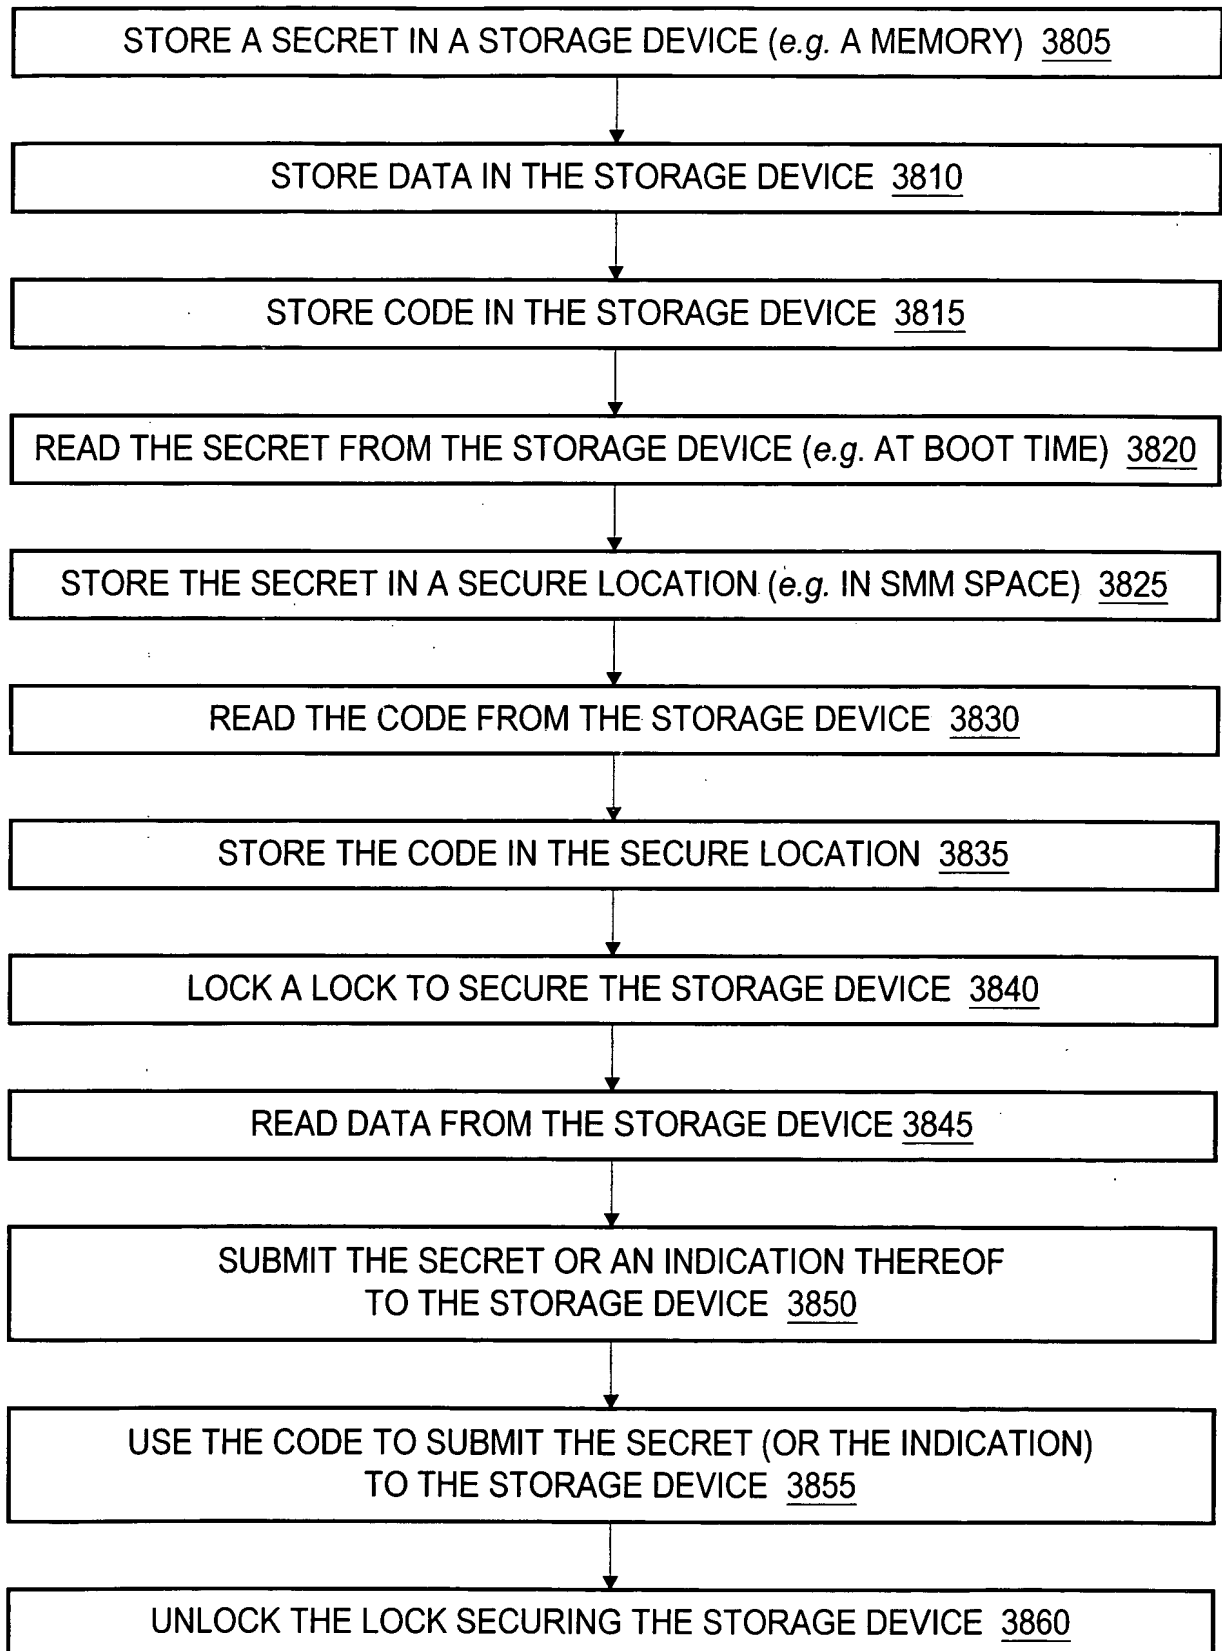 STORE A SECRET IN A STORAGE DEVICE (e.g. A MEMORY) 3805
STORE DATA IN THE STORAGE DEVICE 3810
STORE CODE IN THE STORAGE DEVICE 3815
READ THE SECRET FROM THE STORAGE DEVICE (e.g. AT BOOT TIME) 3820
STORE THE SECRET IN A SECURE LOCATION (e.g. IN SMM SPACE) 3825
READ THE CODE FROM THE STORAGE DEVICE 3830
STORE THE CODE IN THE SECURE LOCATION 3835
LOCK A LOCK TO SECURE THE STORAGE DEVICE 3840
READ DATA FROM THE STORAGE DEVICE 3845
SUBMIT THE SECRET OR AN INDICATION THEREOF
TO THE STORAGE DEVICE 3850
USE THE CODE TO SUBMIT THE SECRET (OR THE INDICATION)
TO THE STORAGE DEVICE 3855
UNLOCK THE LOCK SECURING THE STORAGE DEVICE 3860